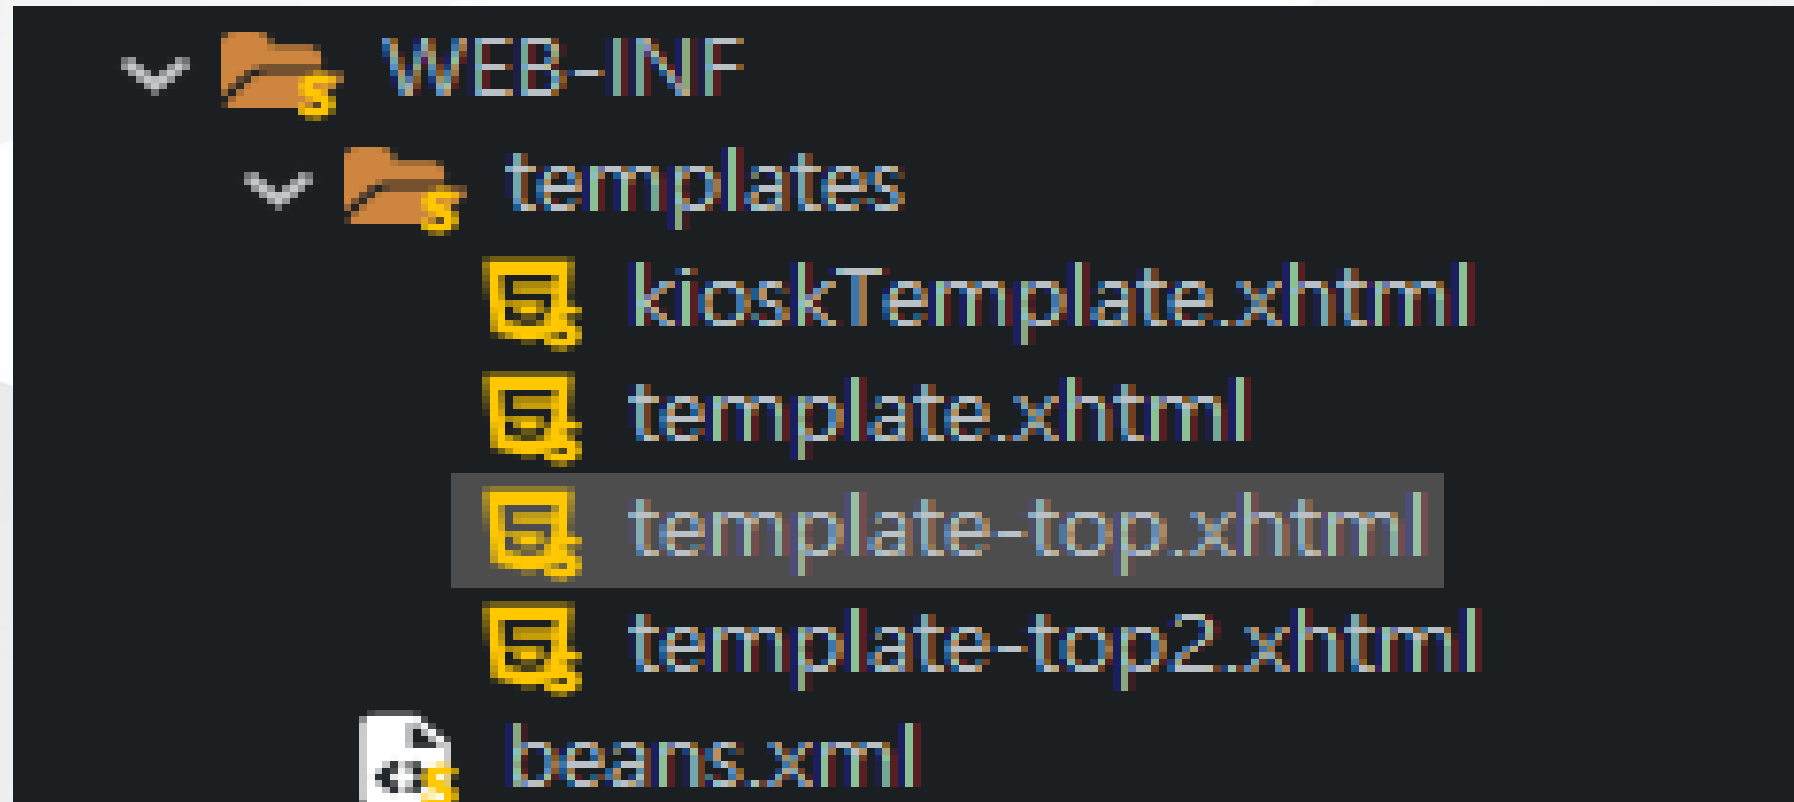 WEB-INF
templates
kioskTemplate.xhtml
template.xhtml
template-top.xhtml
template-top2.xhtml
beans.xml